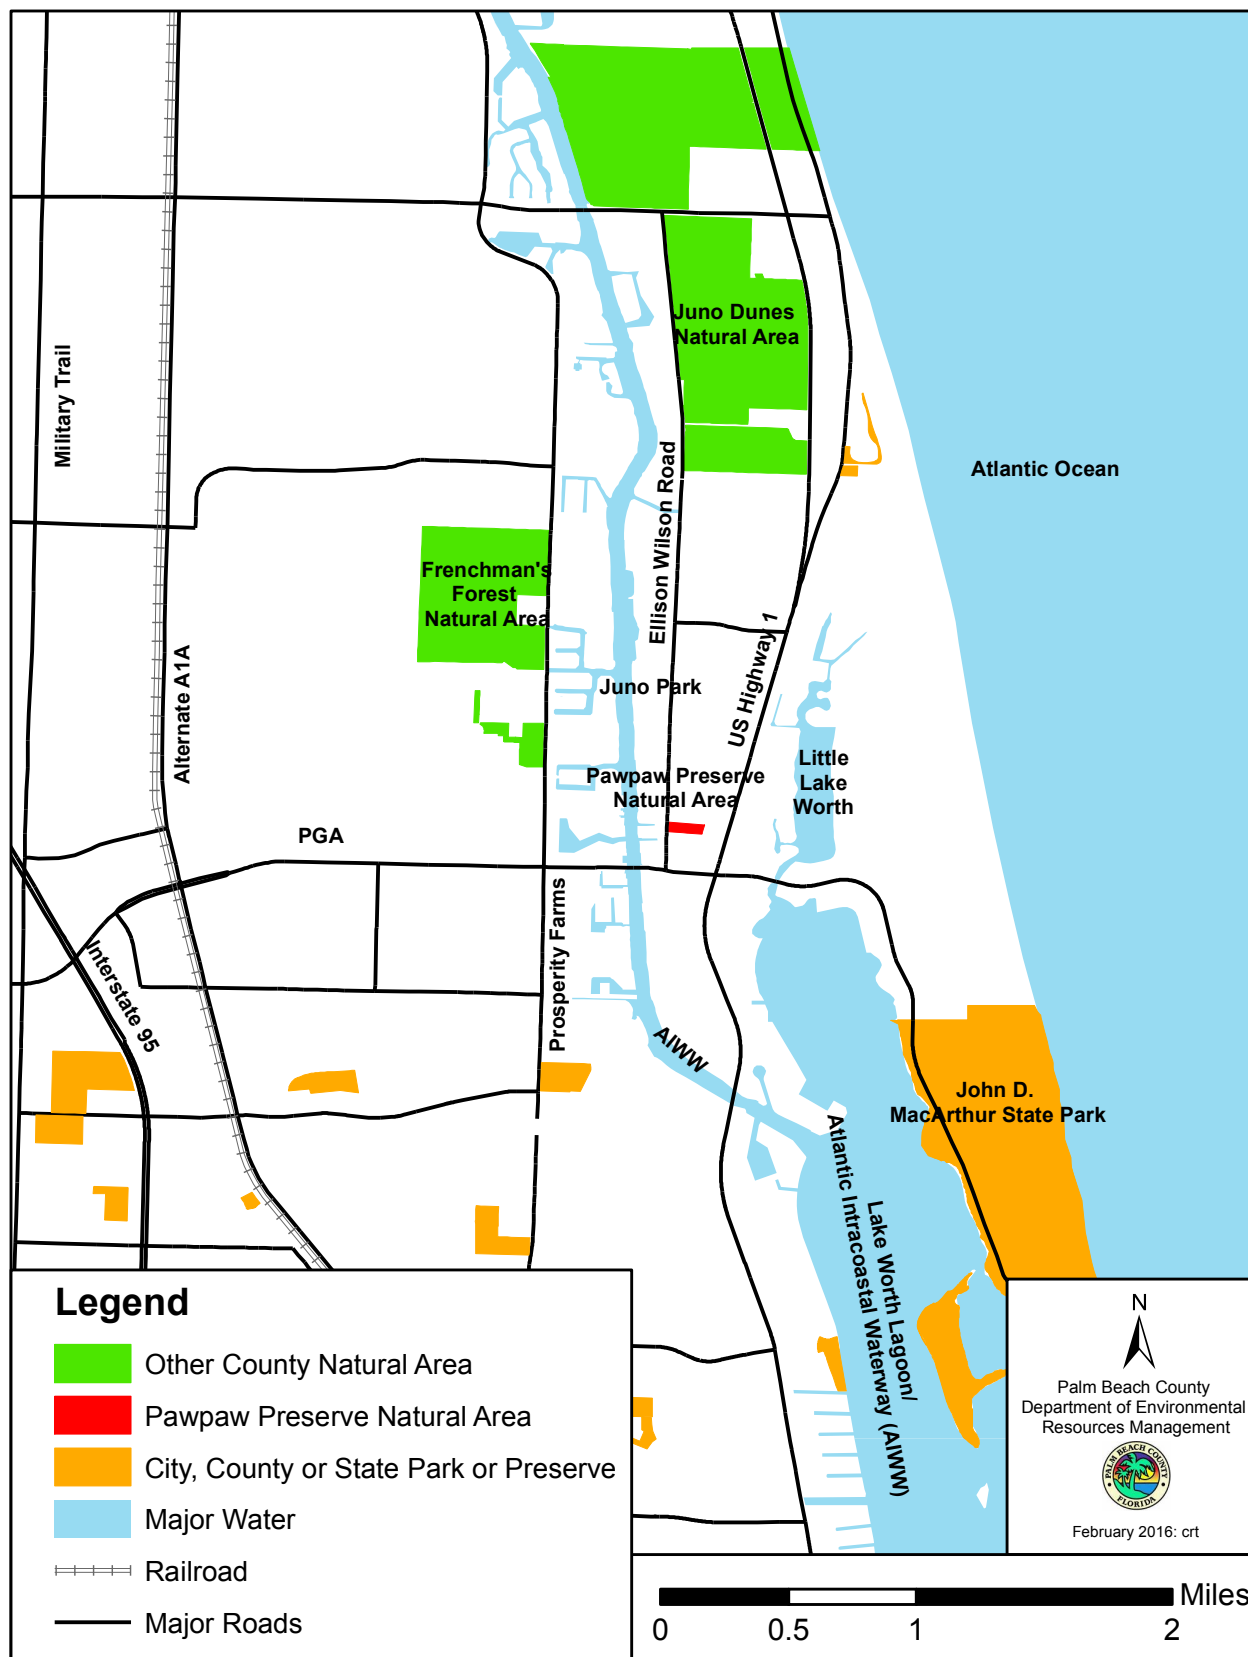 Juno Dunes
Natural Area
Military Trail
Atlantic Ocean
Ellison Wilson Road
Frenchman's
Forest
Natural Area
US Highway 1
Alternate A1A
Juno Park
Little
Lake
Worth
Pawpaw Preserve
Natural Area
PGA
Prosperity Farms
Interstate 95
AIWW
John D.
MacArthur State Park
Lake Worth Lagoon/
Atlantic Intracoastal Waterway (AIWW)
Legend
Other County Natural Area
Pawpaw Preserve Natural Area
City, County or State Park or Preserve
Major Water
Railroad
Major Roads
N
Palm Beach County
Department of Environmental
Resources Management
PALM BEACH COUNTY
FLORIDA
February 2016: crt
Miles
0 0.5 1 2